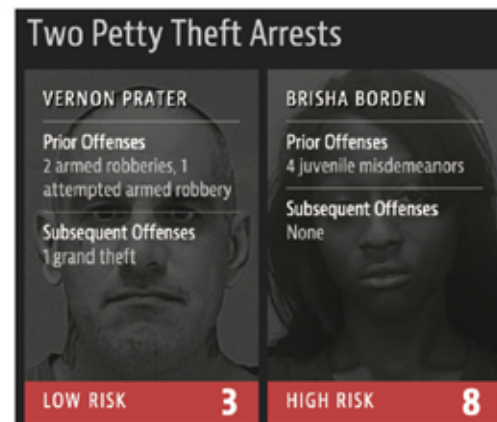 Two Petty Theft Arrests
VERNON PRATER
Prior Offenses
2 armed robberies, 1
attempted armed robbery
Subsequent Offenses
1 grand theft
LOW RISK 3
BRISHA BORDEN
Prior Offenses
4 juvenile misdemeanors
Subsequent Offenses
None
HIGH RISK 8